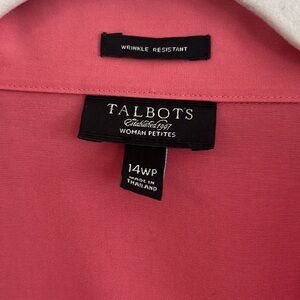 WRINKLE RESISTANT
TALBOTS
Established 1947
WOMAN PETITES
14WP
MADE IN
THAILAND